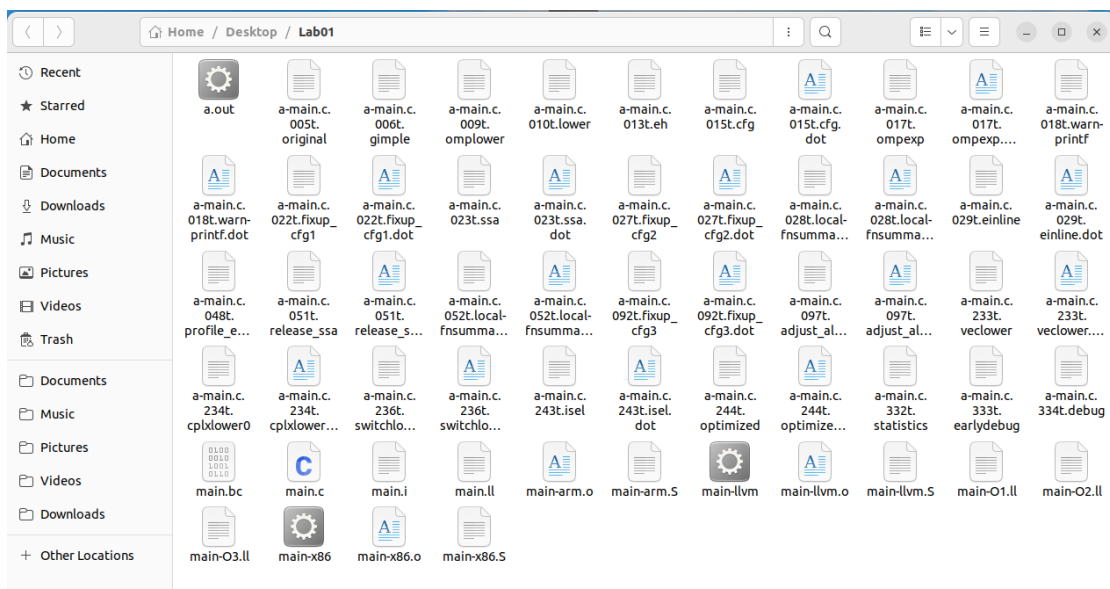 Home / Desktop / Lab01
Recent
Starred
Home
Documents
Downloads
Music
Pictures
Videos
Trash
Documents
Music
Pictures
Videos
Downloads
+ Other Locations
a.out
a-main.c.
005t.
original
a-main.c.
006t.
gimple
a-main.c.
009t.
omplower
a-main.c.
010t.lower
a-main.c.
013t.eh
a-main.c.
015t.cfg
a-main.c.
015t.cfg.
dot
a-main.c.
017t.
ompexp
a-main.c.
017t.
ompexp....
a-main.c.
018t.warn-
printf
a-main.c.
018t.warn-
printf.dot
a-main.c.
022t.fixup_
cfg1
a-main.c.
022t.fixup_
cfg1.dot
a-main.c.
023t.ssa
a-main.c.
023t.ssa.
dot
a-main.c.
027t.fixup_
cfg2
a-main.c.
027t.fixup_
cfg2.dot
a-main.c.
028t.local-
fnsumma...
a-main.c.
028t.local-
fnsumma...
a-main.c.
029t.einline
a-main.c.
029t.
einline.dot
a-main.c.
048t.
profile_e...
a-main.c.
051t.
release_ssa
a-main.c.
051t.
release_s...
a-main.c.
052t.local-
fnsumma...
a-main.c.
052t.local-
fnsumma...
a-main.c.
092t.fixup_
cfg3
a-main.c.
092t.fixup_
cfg3.dot
a-main.c.
097t.
adjust_al...
a-main.c.
097t.
adjust_al...
a-main.c.
233t.
veclower
a-main.c.
233t.
veclower....
a-main.c.
234t.
cplxlower0
a-main.c.
234t.
cplxlower...
a-main.c.
236t.
switchlo...
a-main.c.
236t.
switchlo...
a-main.c.
243t.isel
a-main.c.
243t.isel.
dot
a-main.c.
244t.
optimized
a-main.c.
244t.
optimize...
a-main.c.
332t.
statistics
a-main.c.
333t.
earlydebug
a-main.c.
334t.debug
main.bc
main.c
main.i
main.ll
main-arm.o
main-arm.S
main-llvm
main-llvm.o
main-llvm.S
main-O1.ll
main-O2.ll
main-O3.ll
main-x86
main-x86.o
main-x86.S